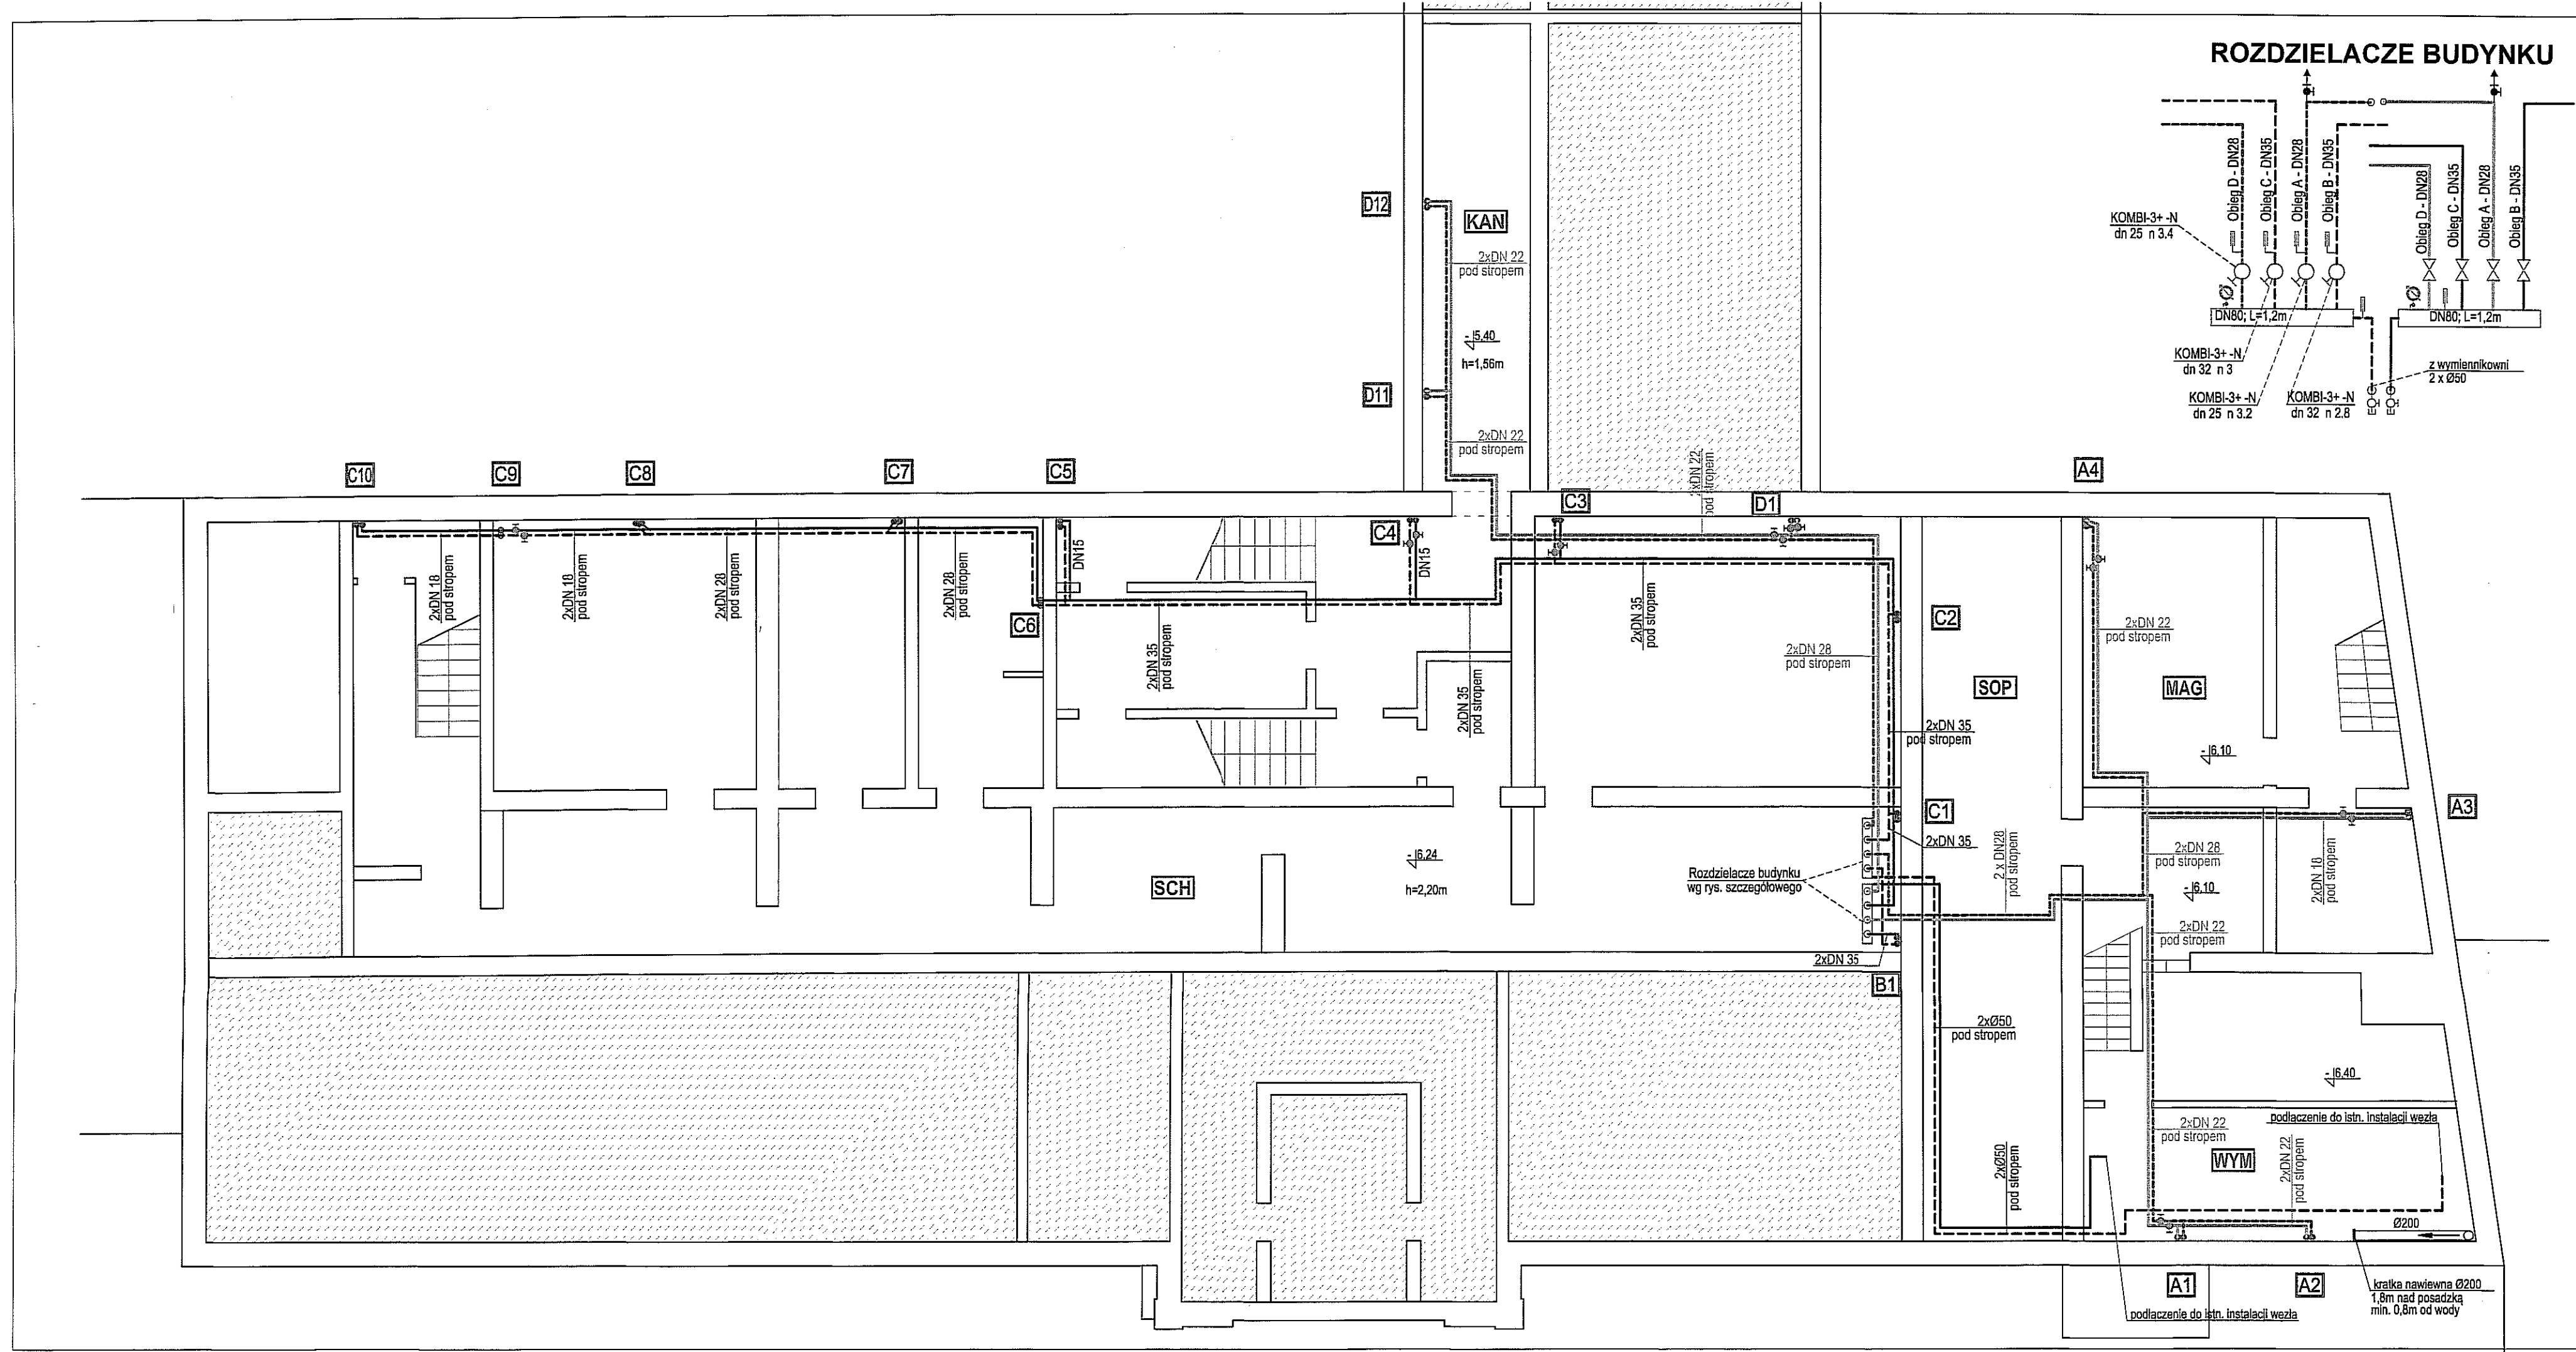 ROZDZIELACZE BUDYNKU
Obieg D - DN28
Obieg C - DN35
Obieg A - DN28
Obieg B - DN35
Obieg D - DN28
Obieg C - DN35
Obieg A - DN28
Obieg B - DN35
KOMBI-3+ -N
dn 25 n 3.4
DN80; L=1,2m
DN80; L=1,2m
KOMBI-3+ -N
dn 32 n 3
KOMBI-3+ -N
dn 25 n 3.2
KOMBI-3+ -N
dn 32 n 2.8
z wymiennikowni
2 x Ø50
D12
KAN
2xDN 22
pod stropem
- 5.40
h=1,56m
D11
2xDN 22
pod stropem
C10
C9
C8
C7
C5
C4
C3
2xDN 22
pod stropem
D1
A4
2xDN 18
pod stropem
2xDN 18
pod stropem
2xDN 28
pod stropem
2xDN 28
pod stropem
DN15
DN15
C6
2xDN 35
pod stropem
2xDN 35
pod stropem
2xDN 35
pod stropem
2xDN 28
pod stropem
C2
2xDN 22
pod stropem
SOP
MAG
2xDN 35
pod stropem
- 6,10
C1
A3
2xDN 35
2 x DN28
pod stropem
2xDN 28
pod stropem
2xDN 18
pod stropem
- 6,10
Rozdzielacze budynku
wg rys. szczegółowego
SCH
- 6.24
h=2,20m
2xDN 22
pod stropem
2xDN 35
B1
2xØ50
pod stropem
- 6,40
podłaczenie do istn. instalacji wezła
2xDN 22
pod stropem
WYM
2xDN 22
pod stropem
2xØ50
pod stropem
Ø200
A1
A2
kratka nawiewna Ø200
1,8m nad posadzką
min. 0,8m od wody
podłaczenie do istn. instalacji wezła